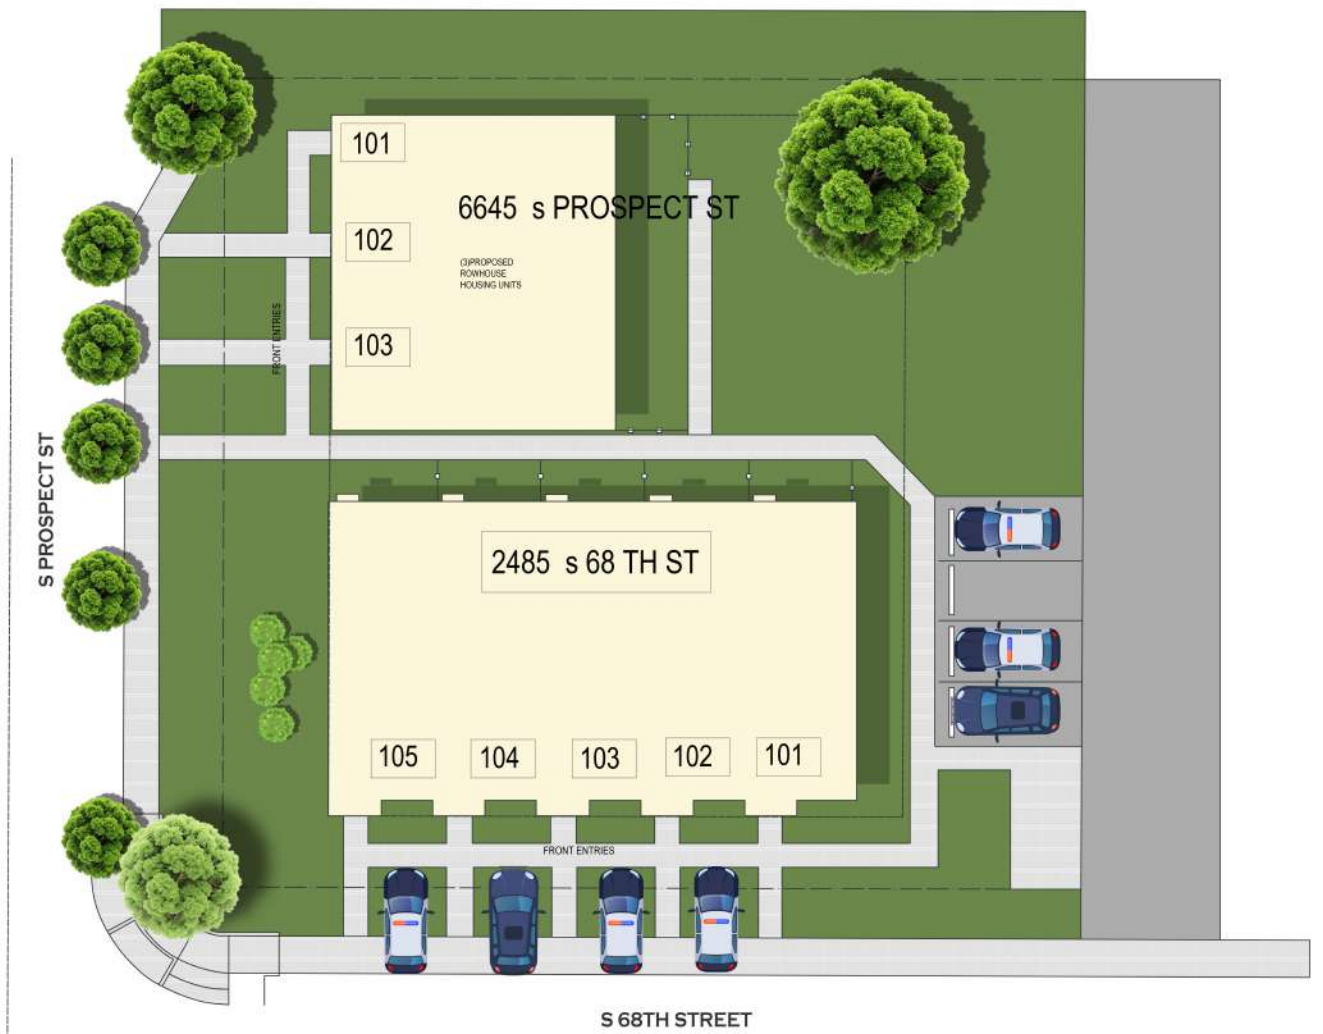 101
6645 s PROSPECT ST
102
(3)PROPOSED
ROWHOUSE
HOUSING UNITS
103
FRONT ENTRIES
S PROSPECT ST
2485 s 68 TH ST
105
104
103
102
101
FRONT ENTRIES
S 68TH STREET